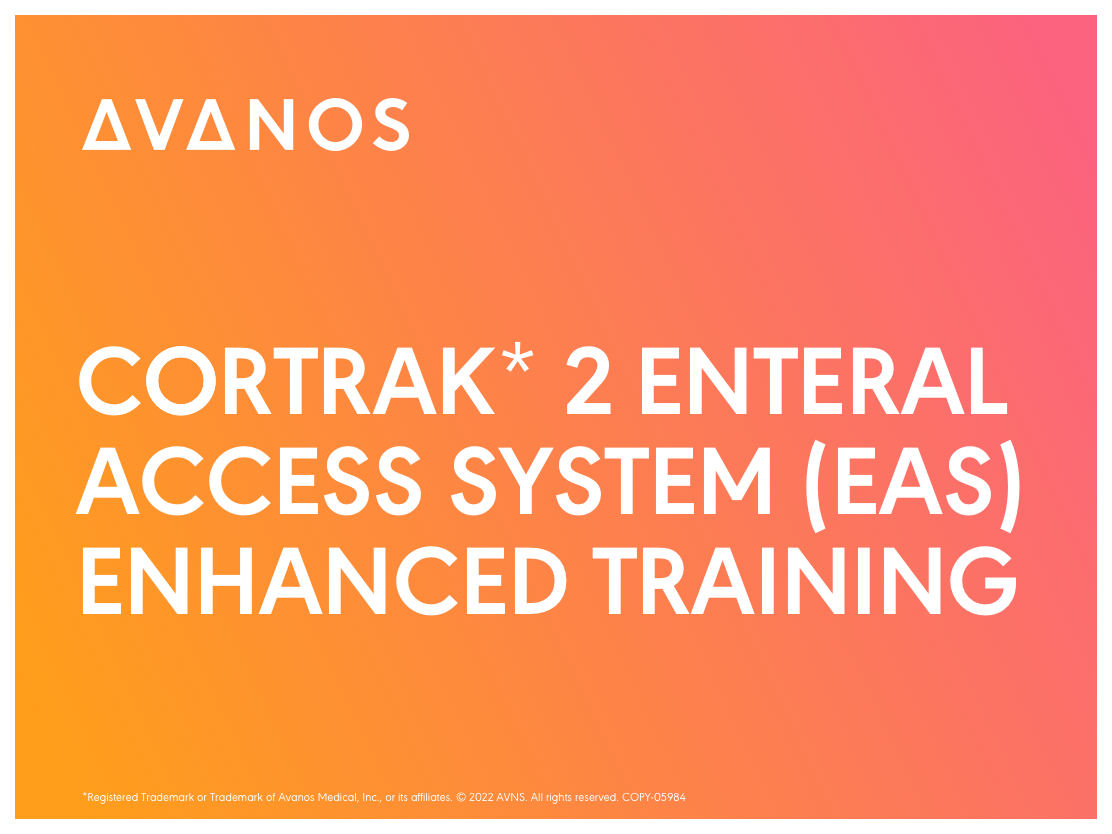 AVANOS
CORTRAK* 2 ENTERAL
ACCESS SYSTEM (EAS)
ENHANCED TRAINING
*Registered Trademark or Trademark of Avanos Medical, Inc., or its affiliates. © 2022 AVNS. All rights reserved. COPY-05984